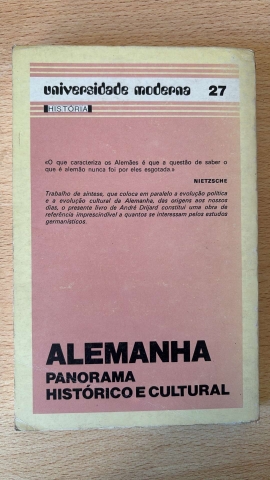 universidade moderna 27
HISTÓRIA
«O que caracteriza os Alemães é que a questão de saber o
que é alemão nunca foi por eles esgotada.»
NIETZSCHE
Trabalho de síntese, que coloca em paralelo a evolução política
e a evolução cultural da Alemanha, das origens aos nossos
dias, o presente livro de André Drijard constitui uma obra de
referência imprescindível a quantos se interessam pelos estudos
germanísticos.
ALEMANHA
PANORAMA
HISTÓRICO E CULTURAL